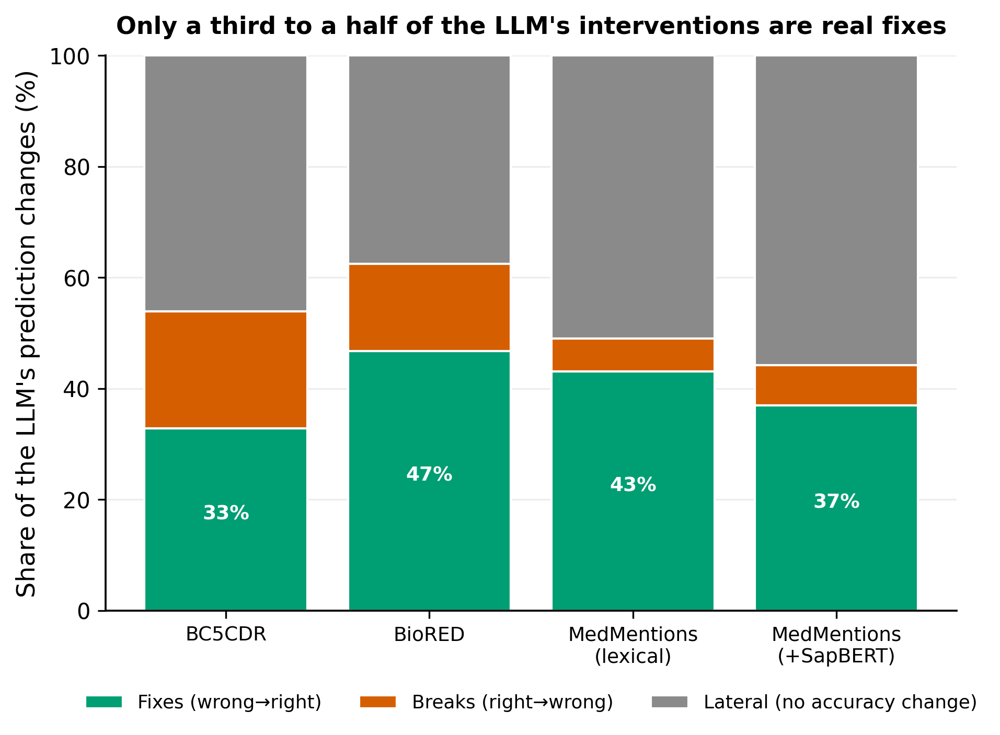 Only a third to a half of the LLM's interventions are real fixes
Share of the LLM's prediction changes (%)
100
80
60
40
20
0
33%
47%
43%
37%
BC5CDR
BioRED
MedMentions
(lexical)
MedMentions
(+SapBERT)
Fixes (wrong→right)
Breaks (right→wrong)
Lateral (no accuracy change)